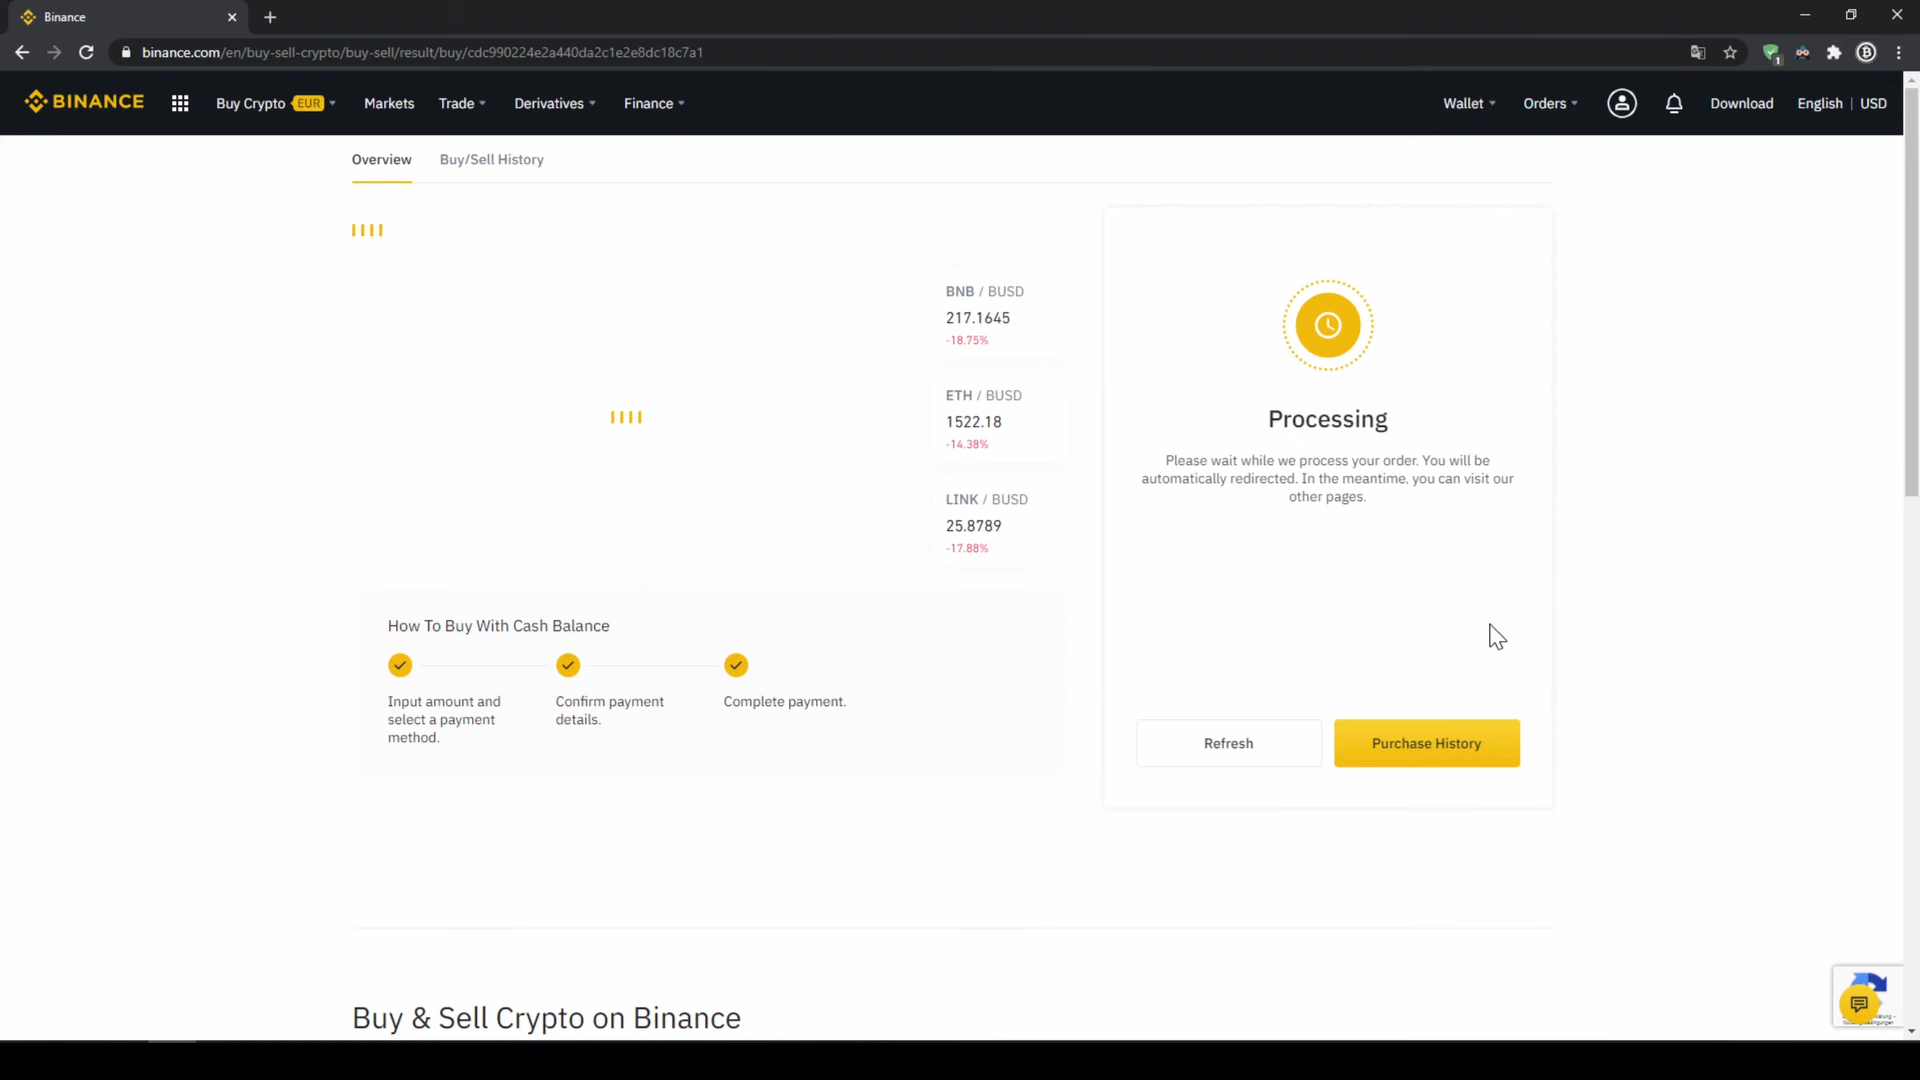 Binance
binance.com/en/buy-sell-crypto/buy-sell/result/buy/cdc990224e2a440da2c1e2e8dc18c7a1
1
BINANCE
Buy Crypto EUR
Markets
Trade
Derivatives
Finance
Wallet
Orders
Download
English | USD
Overview
Buy/Sell History
BNB / BUSD
217.1645
-18.75%
ETH / BUSD
1522.18
-14.38%
LINK / BUSD
25.8789
-17.88%
Processing
Please wait while we process your order. You will be
automatically redirected. In the meantime, you can visit our
other pages.
Refresh
Purchase History
How To Buy With Cash Balance
Input amount and
select a payment
method.
Confirm payment
details.
Complete payment.
Buy & Sell Crypto on Binance